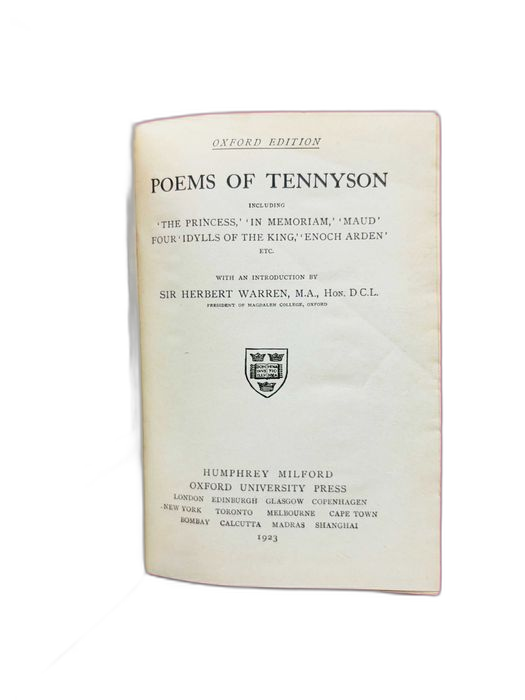 OXFORD EDITION
POEMS OF TENNYSON
INCLUDING
'THE PRINCESS,' 'IN MEMORIAM,' 'MAUD'
FOUR 'IDYLLS OF THE KING,' 'ENOCH ARDEN'
ETC.
WITH AN INTRODUCTION BY
SIR HERBERT WARREN, M.A., HON. D C.L.
PRESIDENT OF MAGDALEN COLLEGE, OXFORD
HUMPHREY MILFORD
OXFORD UNIVERSITY PRESS
LONDON EDINBURGH GLASGOW COPENHAGEN
NEW YORK TORONTO MELBOURNE CAPE TOWN
BOMBAY CALCUTTA MADRAS SHANGHAI
1923